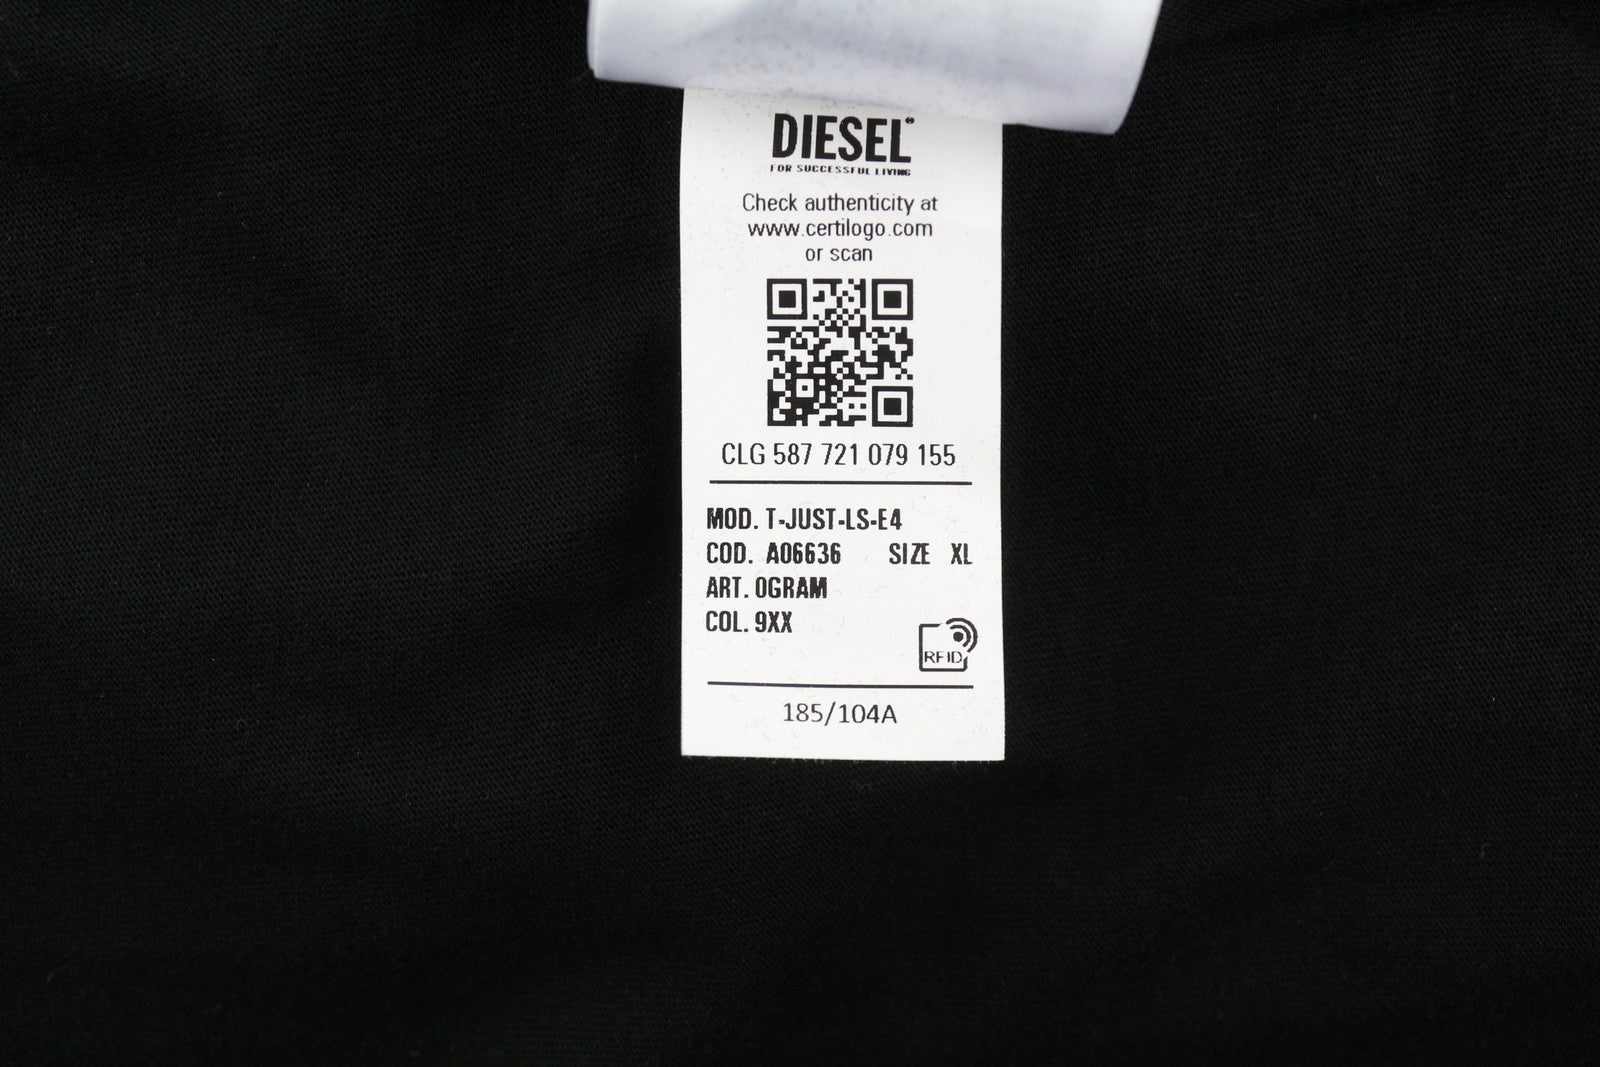 DIESEL®
FOR SUCCESSFUL LIVING
Check authenticity at
www.certilogo.com
or scan
CLG 587 721 079 155
MOD. T-JUST-LS-E4
COD. A06636 SIZE XL
ART. 0GRAM
COL. 9XX
RFID
185/104A